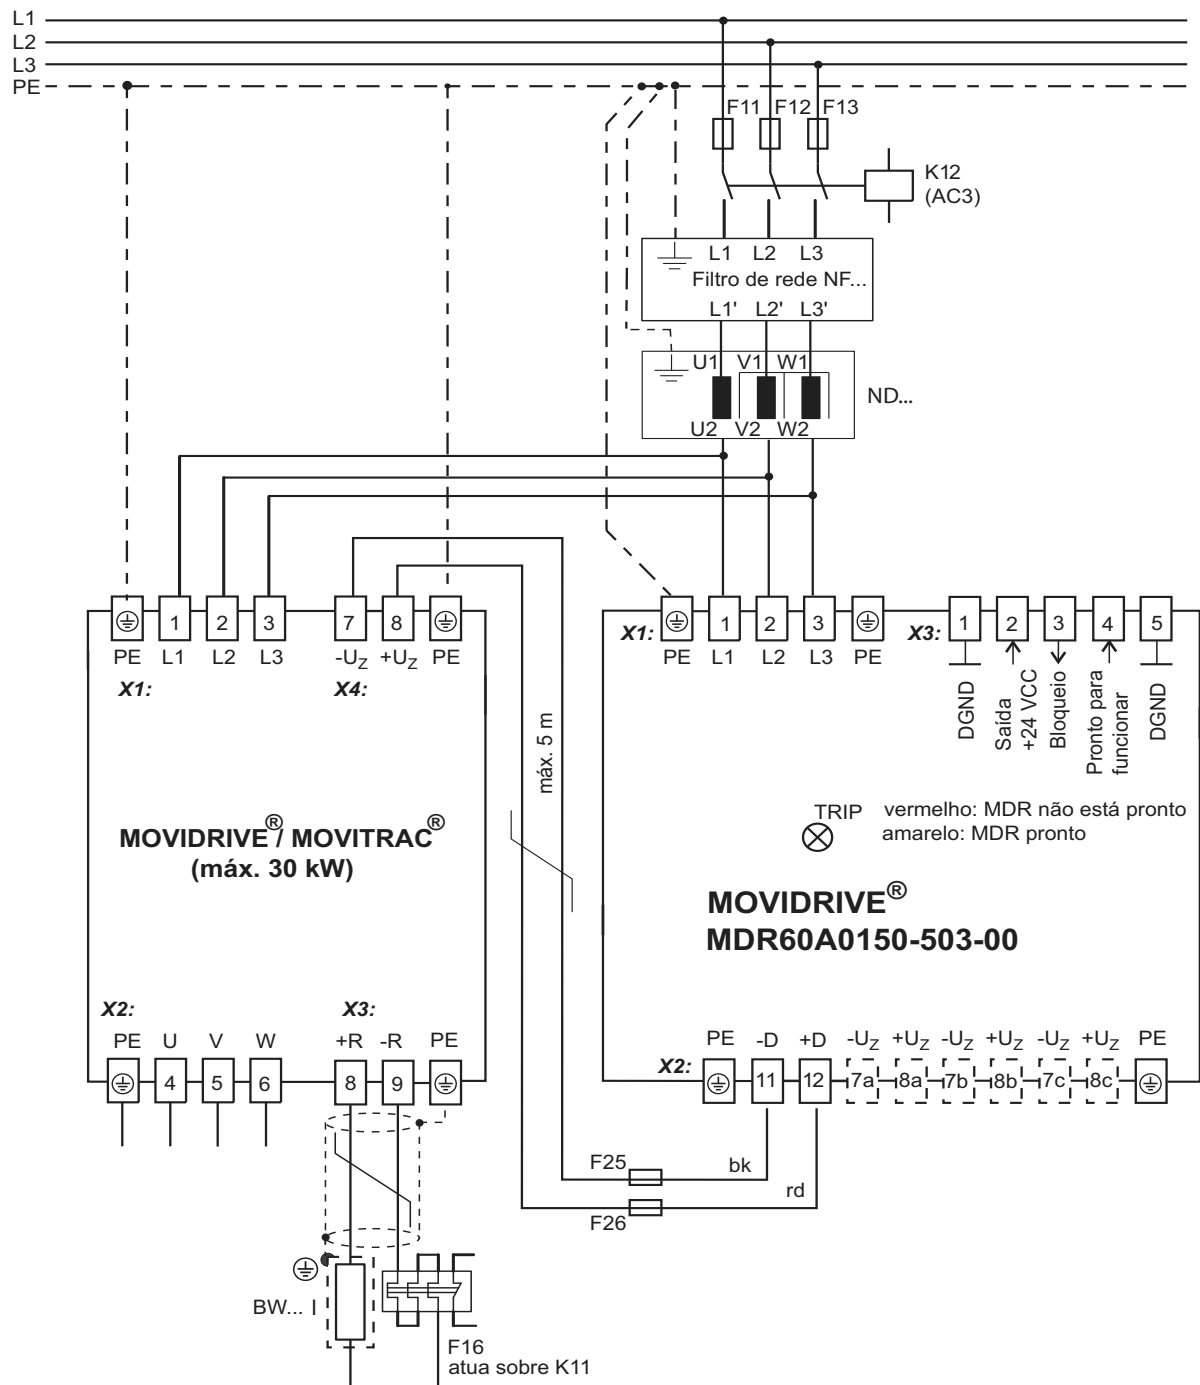 L1
L2
L3
PE
F11 F12 F13
K12
(AC3)
L1 L2 L3
Filtro de rede NF...
L1' L2' L3'
U1 V1 W1
ND...
U2 V2 W2
1 2 3 7 8
PE L1 L2 L3 -UZ +UZ PE
X1: X4:
X1: 1 2 3
PE L1 L2 L3 PE
X3: 1 2 3 4 5
DGND
Saída
+24 VCC
Bloqueio
Pronto para
funcionar
DGND
máx. 5 m
MOVIDRIVE® / MOVITRAC®
(máx. 30 kW)
TRIP
vermelho: MDR não está pronto
amarelo: MDR pronto
MOVIDRIVE®
MDR60A0150-503-00
X2: X3:
PE U V W +R -R PE
4 5 6 8 9
PE -D +D -UZ +UZ -UZ +UZ -UZ +UZ PE
X2: 11 12 7a 8a 7b 8b 7c 8c
F25 bk
rd
F26
BW...
F16
atua sobre K11